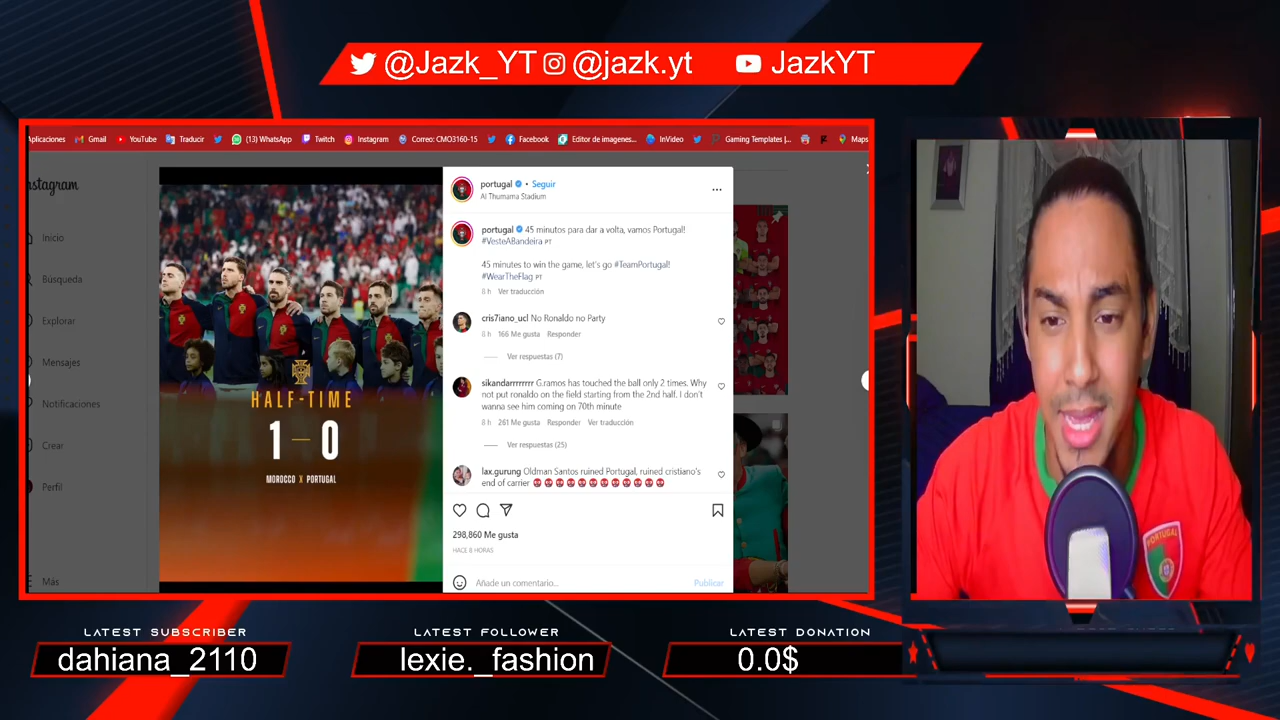 @Jazk_YT @jazk.yt JazkYT
Aplicaciones Gmail YouTube Traducir (13) WhatsApp Twitch Instagram Correo: CMO3160-15 Facebook Editor de imagenes... InVideo Gaming Templates |... Maps
nstagram
Inicio
Búsqueda
Explorar
Mensajes
Notificaciones
Crear
Perfil
Más
HALF-TIME
1 — 0
MOROCCO X PORTUGAL
portugal • Seguir
Al Thumama Stadium
portugal 45 minutos para dar a volta, vamos Portugal!
#VesteABandeira PT
45 minutes to win the game, let's go #TeamPortugal!
#WearTheFlag PT
8 h Ver traducción
cris7iano_ucl No Ronaldo no Party
8 h 166 Me gusta Responder
Ver respuestas (7)
sikandarrrrrrrr G.ramos has touched the ball only 2 times. Why
not put ronaldo on the field starting from the 2nd half. I don't
wanna see him coming on 70th minute
8 h 261 Me gusta Responder Ver traducción
Ver respuestas (25)
lax.gurung Oldman Santos ruined Portugal, ruined cristiano's
end of carrier
298,860 Me gusta
HACE 8 HORAS
Añade un comentario...
Publicar
PORTUGAL
LATEST SUBSCRIBER
dahiana_2110
LATEST FOLLOWER
lexie._fashion
LATEST DONATION
0.0$